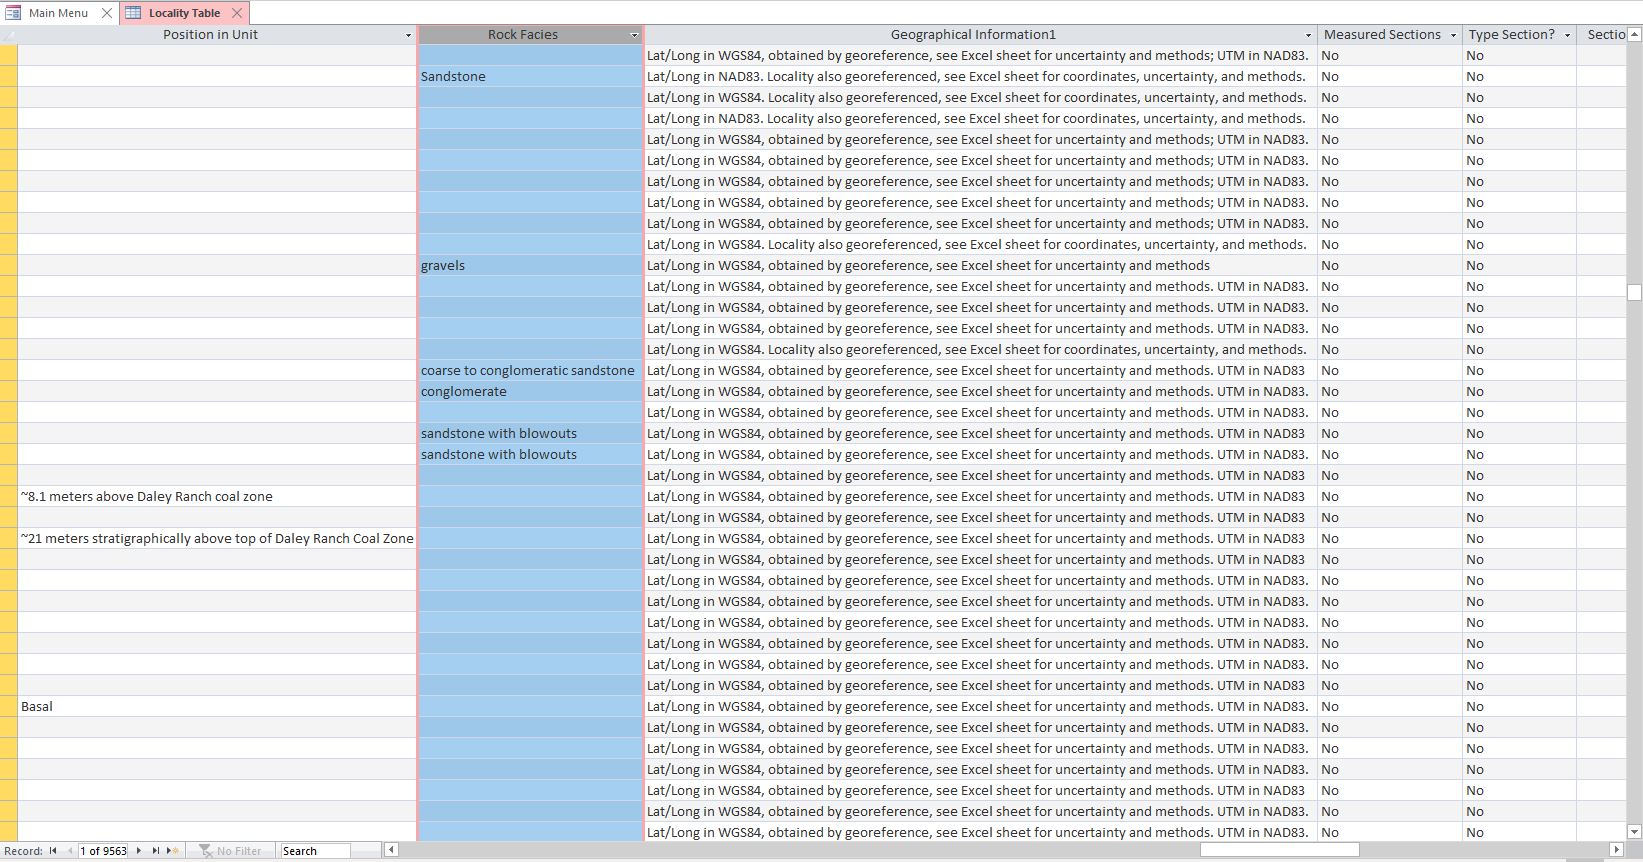 Main Menu Locality Table
Position in Unit Rock Facies Geographical Information1 Measured Sections Type Section? Sectio
Lat/Long in WGS84, obtained by georeference, see Excel sheet for uncertainty and methods; UTM in NAD83. No No
Sandstone Lat/Long in NAD83. Locality also georeferenced, see Excel sheet for coordinates, uncertainty, and methods. No No
Lat/Long in WGS84. Locality also georeferenced, see Excel sheet for coordinates, uncertainty, and methods. No No
Lat/Long in NAD83. Locality also georeferenced, see Excel sheet for coordinates, uncertainty, and methods. No No
Lat/Long in WGS84, obtained by georeference, see Excel sheet for uncertainty and methods; UTM in NAD83. No No
Lat/Long in WGS84, obtained by georeference, see Excel sheet for uncertainty and methods; UTM in NAD83. No No
Lat/Long in WGS84, obtained by georeference, see Excel sheet for uncertainty and methods; UTM in NAD83. No No
Lat/Long in WGS84, obtained by georeference, see Excel sheet for uncertainty and methods; UTM in NAD83. No No
Lat/Long in WGS84, obtained by georeference, see Excel sheet for uncertainty and methods; UTM in NAD83. No No
Lat/Long in WGS84. Locality also georeferenced, see Excel sheet for coordinates, uncertainty, and methods. No No
gravels Lat/Long in WGS84, obtained by georeference, see Excel sheet for uncertainty and methods No No
Lat/Long in WGS84, obtained by georeference, see Excel sheet for uncertainty and methods. UTM in NAD83. No No
Lat/Long in WGS84, obtained by georeference, see Excel sheet for uncertainty and methods. UTM in NAD83. No No
Lat/Long in WGS84, obtained by georeference, see Excel sheet for uncertainty and methods. UTM in NAD83. No No
Lat/Long in WGS84. Locality also georeferenced, see Excel sheet for coordinates, uncertainty, and methods. No No
coarse to conglomeratic sandstone Lat/Long in WGS84, obtained by georeference, see Excel sheet for uncertainty and methods. UTM in NAD83 No No
conglomerate Lat/Long in WGS84, obtained by georeference, see Excel sheet for uncertainty and methods. UTM in NAD83. No No
Lat/Long in WGS84, obtained by georeference, see Excel sheet for uncertainty and methods. UTM in NAD83. No No
sandstone with blowouts Lat/Long in WGS84, obtained by georeference, see Excel sheet for uncertainty and methods. UTM in NAD83 No No
sandstone with blowouts Lat/Long in WGS84, obtained by georeference, see Excel sheet for uncertainty and methods. UTM in NAD83 No No
Lat/Long in WGS84, obtained by georeference, see Excel sheet for uncertainty and methods. UTM in NAD83 No No
~8.1 meters above Daley Ranch coal zone Lat/Long in WGS84, obtained by georeference, see Excel sheet for uncertainty and methods. UTM in NAD83 No No
Lat/Long in WGS84, obtained by georeference, see Excel sheet for uncertainty and methods. UTM in NAD83 No No
~21 meters stratigraphically above top of Daley Ranch Coal Zone Lat/Long in WGS84, obtained by georeference, see Excel sheet for uncertainty and methods. UTM in NAD83 No No
Lat/Long in WGS84, obtained by georeference, see Excel sheet for uncertainty and methods. UTM in NAD83 No No
Lat/Long in WGS84, obtained by georeference, see Excel sheet for uncertainty and methods. UTM in NAD83. No No
Lat/Long in WGS84, obtained by georeference, see Excel sheet for uncertainty and methods. UTM in NAD83. No No
Lat/Long in WGS84, obtained by georeference, see Excel sheet for uncertainty and methods. UTM in NAD83. No No
Lat/Long in WGS84, obtained by georeference, see Excel sheet for uncertainty and methods. UTM in NAD83. No No
Lat/Long in WGS84, obtained by georeference, see Excel sheet for uncertainty and methods. UTM in NAD83. No No
Lat/Long in WGS84, obtained by georeference, see Excel sheet for uncertainty and methods. UTM in NAD83 No No
Basal Lat/Long in WGS84, obtained by georeference, see Excel sheet for uncertainty and methods. UTM in NAD83. No No
Lat/Long in WGS84, obtained by georeference, see Excel sheet for uncertainty and methods. UTM in NAD83. No No
Lat/Long in WGS84, obtained by georeference, see Excel sheet for uncertainty and methods. UTM in NAD83. No No
Lat/Long in WGS84, obtained by georeference, see Excel sheet for uncertainty and methods. UTM in NAD83. No No
Lat/Long in WGS84, obtained by georeference, see Excel sheet for uncertainty and methods. UTM in NAD83 No No
Lat/Long in WGS84, obtained by georeference, see Excel sheet for uncertainty and methods. UTM in NAD83 No No
Lat/Long in WGS84, obtained by georeference, see Excel sheet for uncertainty and methods. UTM in NAD83. No No
Record: 1 of 9563 No Filter Search